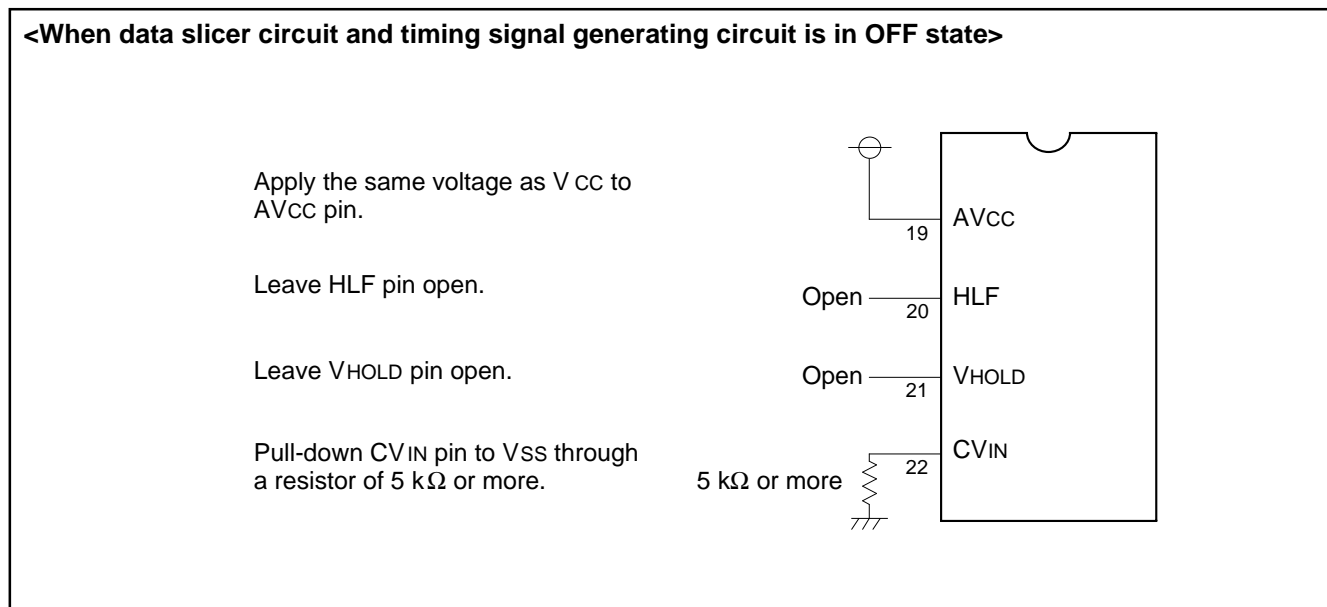 <When data slicer circuit and timing signal generating circuit is in OFF state>
Apply the same voltage as VCC to
AVCC pin.
19
AVCC
Leave HLF pin open.
Open
20
HLF
Leave VHOLD pin open.
Open
21
VHOLD
Pull-down CVIN pin to VSS through
a resistor of 5 kΩ or more.
5 kΩ or more
22
CVIN